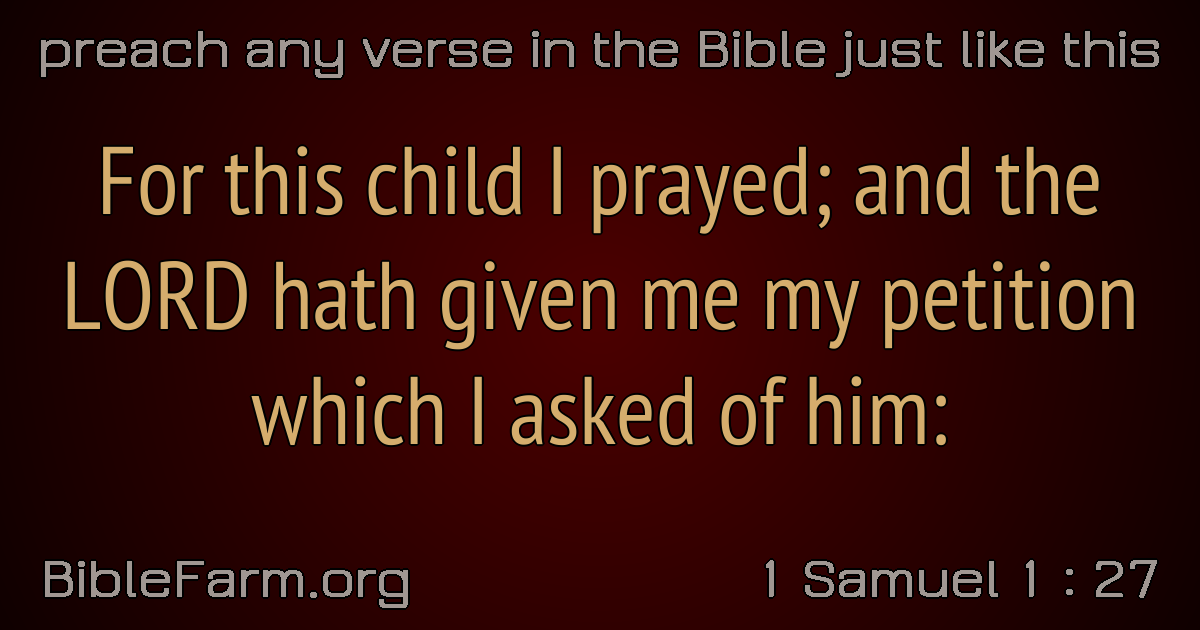 preach any verse in the Bible just like this
For this child I prayed; and the
LORD hath given me my petition
which I asked of him:
BibleFarm.org
1 Samuel 1 : 27